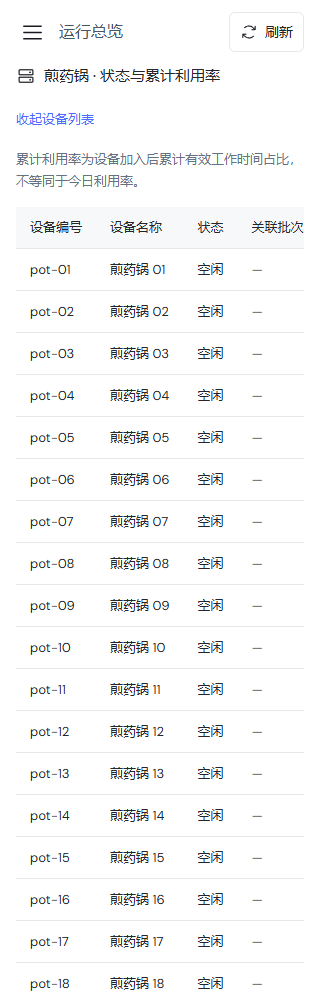 运行总览
刷新
煎药锅 · 状态与累计利用率
收起设备列表
累计利用率为设备加入后累计有效工作时间占比，
不等同于今日利用率。
设备编号 设备名称 状态 关联批次
pot-01 煎药锅 01 空闲 —
pot-02 煎药锅 02 空闲 —
pot-03 煎药锅 03 空闲 —
pot-04 煎药锅 04 空闲 —
pot-05 煎药锅 05 空闲 —
pot-06 煎药锅 06 空闲 —
pot-07 煎药锅 07 空闲 —
pot-08 煎药锅 08 空闲 —
pot-09 煎药锅 09 空闲 —
pot-10 煎药锅 10 空闲 —
pot-11 煎药锅 11 空闲 —
pot-12 煎药锅 12 空闲 —
pot-13 煎药锅 13 空闲 —
pot-14 煎药锅 14 空闲 —
pot-15 煎药锅 15 空闲 —
pot-16 煎药锅 16 空闲 —
pot-17 煎药锅 17 空闲 —
pot-18 煎药锅 18 空闲 —